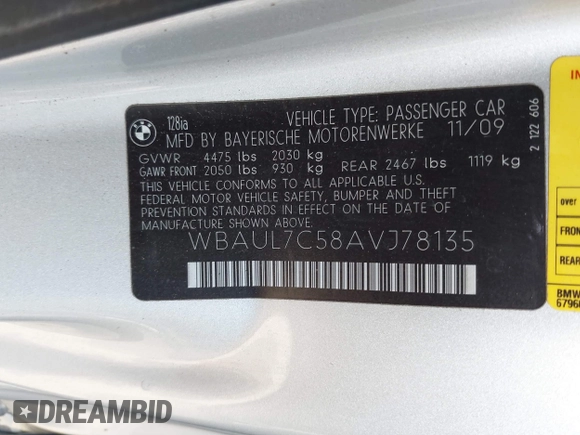 BMW
128ia
VEHICLE TYPE: PASSENGER CAR
MFD BY BAYERISCHE MOTORENWERKE 11/09
GVWR 4475 lbs 2030 kg
GAWR FRONT 2050 lbs 930 kg REAR 2467 lbs 1119 kg
THIS VEHICLE CONFORMS TO ALL APPLICABLE U.S.
FEDERAL MOTOR VEHICLE SAFETY, BUMPER AND THEFT
PREVENTION STANDARDS IN EFFECT ON THE DATE OF
MANUFACTURE SHOWN ABOVE.
WBAUL7C58AVJ78135
2 122 606
over
FRON
REAR
BMW
DREAMBID